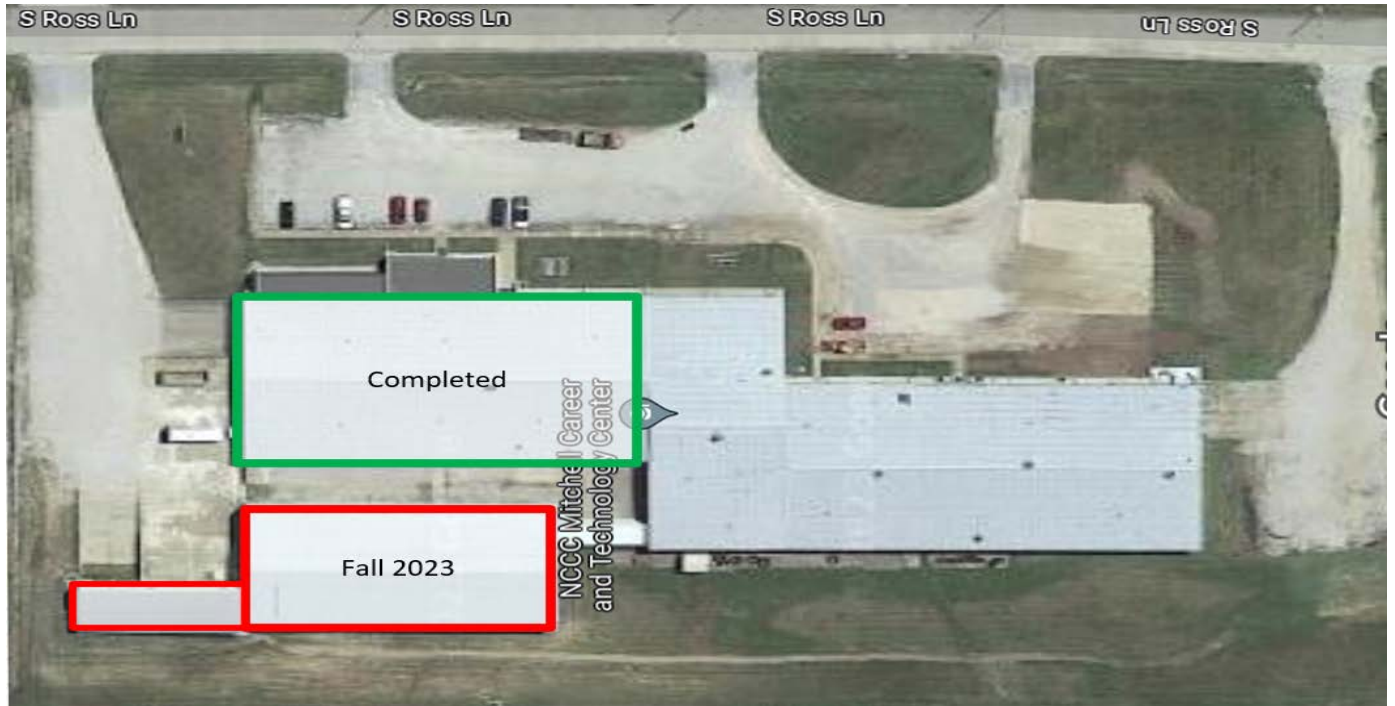 S Ross Ln
S Ross Ln
S Ross Ln
S Ross Ln
Completed
NCCC Mitchell Career
and Technology Center
Fall 2023